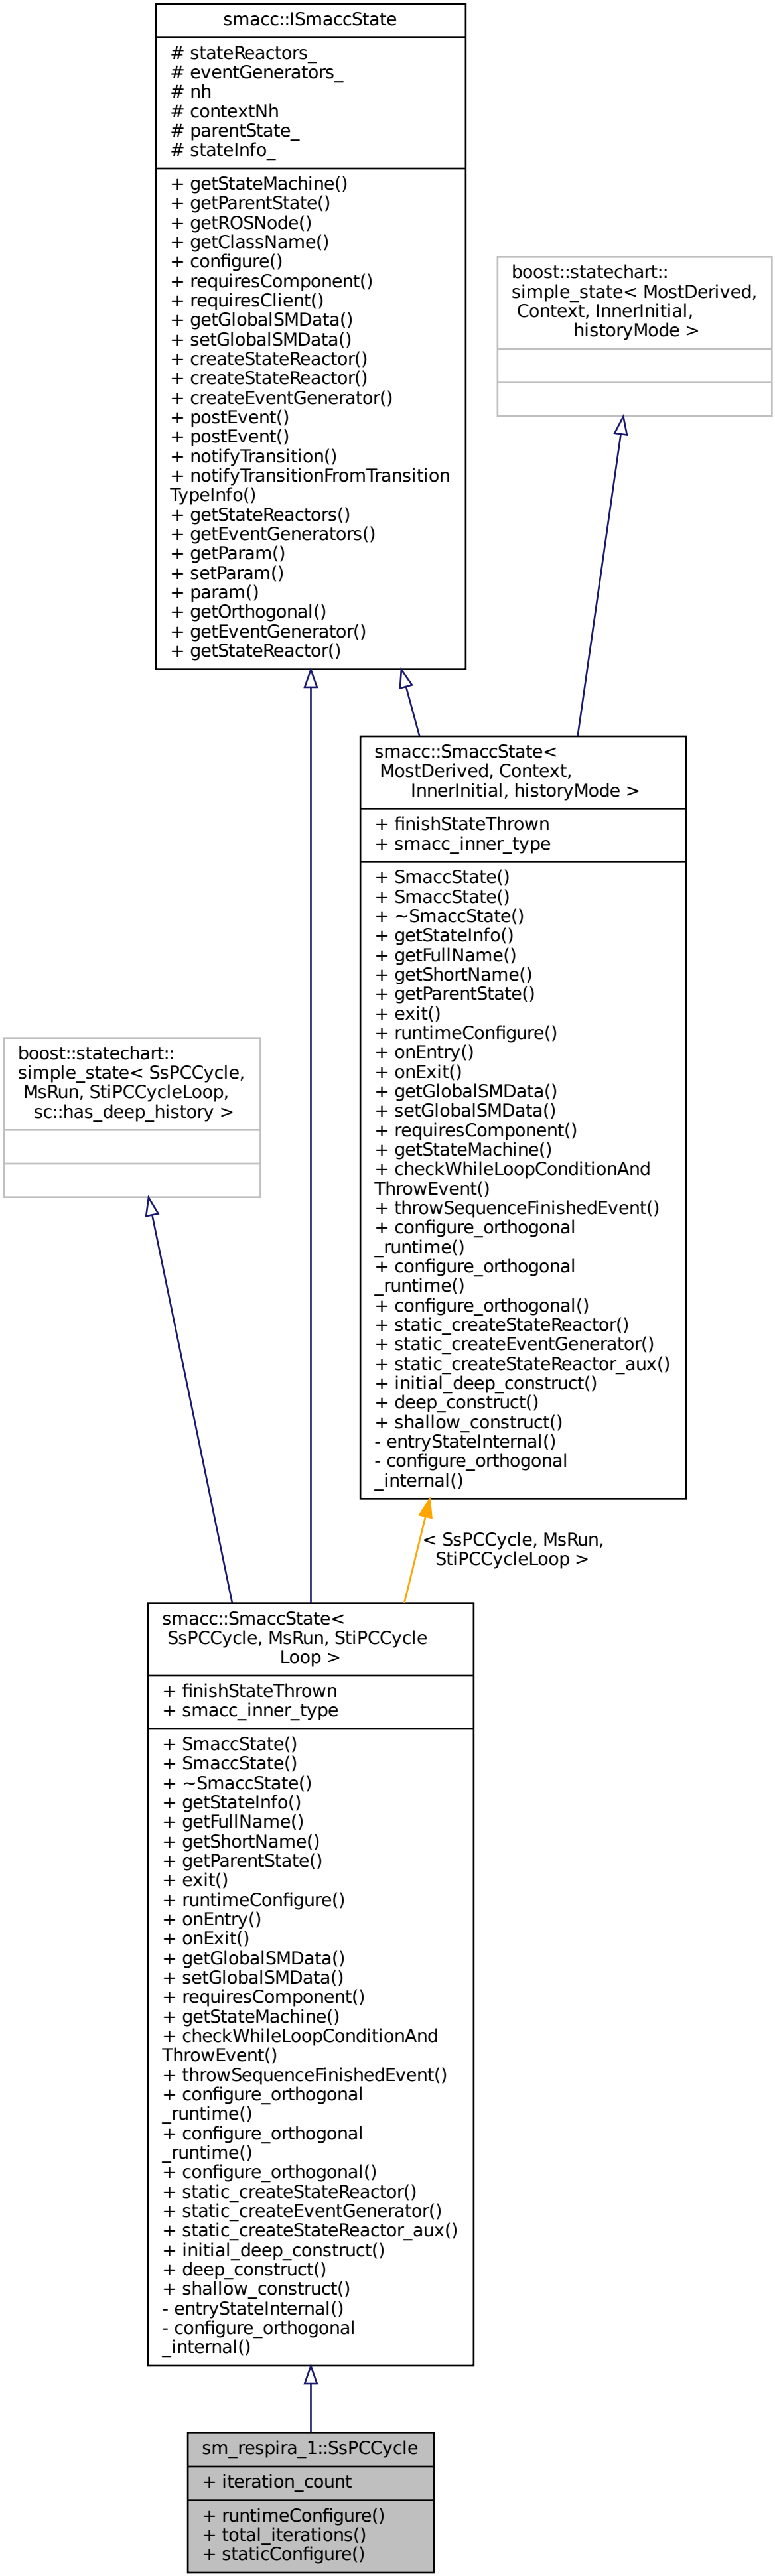 smacc::ISmaccState
# stateReactors_
# eventGenerators_
# nh
# contextNh
# parentState_
# stateInfo_
+ getStateMachine()
+ getParentState()
+ getROSNode()
+ getClassName()
+ configure()
+ requiresComponent()
+ requiresClient()
+ getGlobalSMData()
+ setGlobalSMData()
+ createStateReactor()
+ createStateReactor()
+ createEventGenerator()
+ postEvent()
+ postEvent()
+ notifyTransition()
+ notifyTransitionFromTransition
TypeInfo()
+ getStateReactors()
+ getEventGenerators()
+ getParam()
+ setParam()
+ param()
+ getOrthogonal()
+ getEventGenerator()
+ getStateReactor()
boost::statechart::
simple_state< MostDerived,
Context, InnerInitial,
historyMode >
smacc::SmaccState<
MostDerived, Context,
InnerInitial, historyMode >
+ finishStateThrown
+ smacc_inner_type
+ SmaccState()
+ SmaccState()
+ ~SmaccState()
+ getStateInfo()
+ getFullName()
+ getShortName()
+ getParentState()
+ exit()
+ runtimeConfigure()
+ onEntry()
+ onExit()
+ getGlobalSMData()
+ setGlobalSMData()
+ requiresComponent()
+ getStateMachine()
+ checkWhileLoopConditionAnd
ThrowEvent()
+ throwSequenceFinishedEvent()
+ configure_orthogonal
_runtime()
+ configure_orthogonal
_runtime()
+ configure_orthogonal()
+ static_createStateReactor()
+ static_createEventGenerator()
+ static_createStateReactor_aux()
+ initial_deep_construct()
+ deep_construct()
+ shallow_construct()
- entryStateInternal()
- configure_orthogonal
_internal()
boost::statechart::
simple_state< SsPCCycle,
MsRun, StiPCCycleLoop,
sc::has_deep_history >
< SsPCCycle, MsRun,
StiPCCycleLoop >
smacc::SmaccState<
SsPCCycle, MsRun, StiPCCycle
Loop >
+ finishStateThrown
+ smacc_inner_type
+ SmaccState()
+ SmaccState()
+ ~SmaccState()
+ getStateInfo()
+ getFullName()
+ getShortName()
+ getParentState()
+ exit()
+ runtimeConfigure()
+ onEntry()
+ onExit()
+ getGlobalSMData()
+ setGlobalSMData()
+ requiresComponent()
+ getStateMachine()
+ checkWhileLoopConditionAnd
ThrowEvent()
+ throwSequenceFinishedEvent()
+ configure_orthogonal
_runtime()
+ configure_orthogonal
_runtime()
+ configure_orthogonal()
+ static_createStateReactor()
+ static_createEventGenerator()
+ static_createStateReactor_aux()
+ initial_deep_construct()
+ deep_construct()
+ shallow_construct()
- entryStateInternal()
- configure_orthogonal
_internal()
sm_respira_1::SsPCCycle
+ iteration_count
+ runtimeConfigure()
+ total_iterations()
+ staticConfigure()